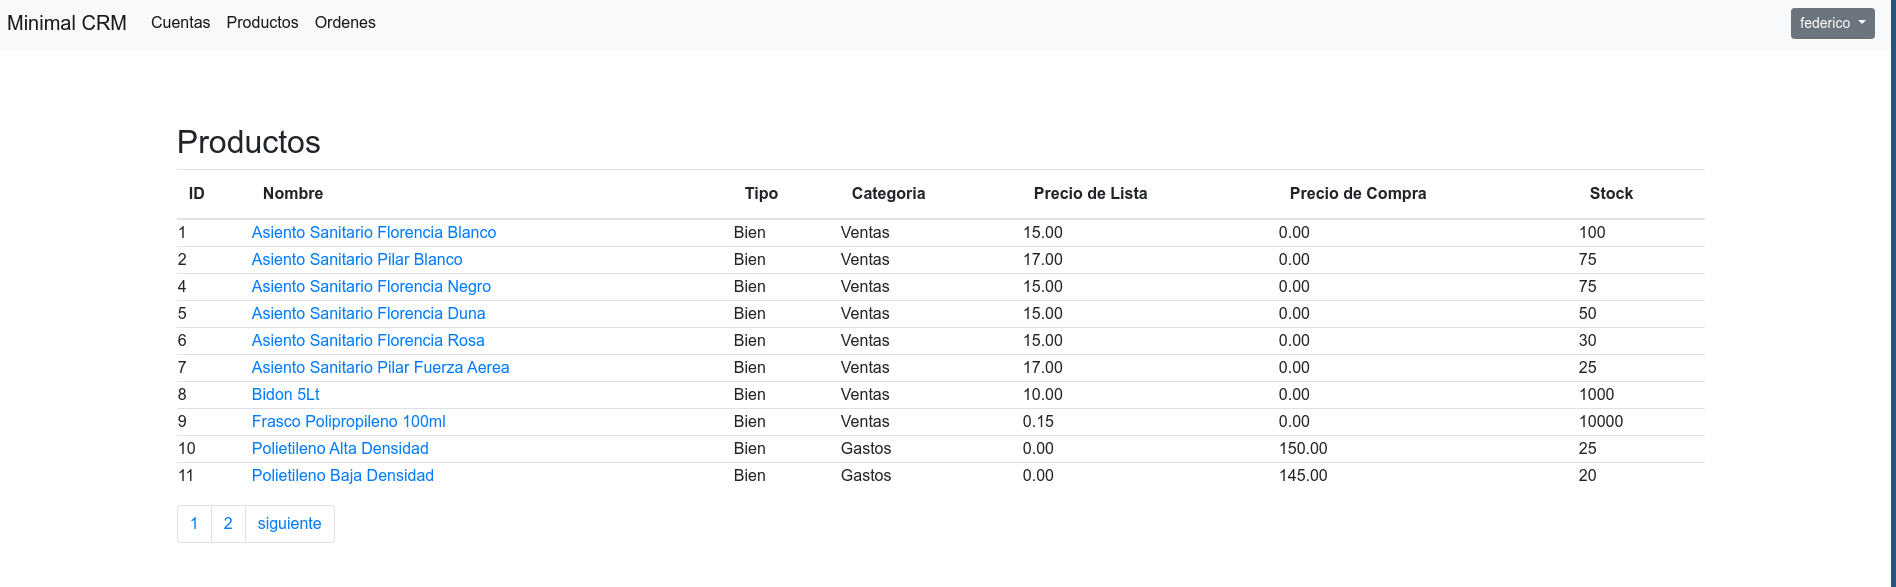 Minimal CRM Cuentas Productos Ordenes federico
Productos
ID Nombre Tipo Categoria Precio de Lista Precio de Compra Stock
1 Asiento Sanitario Florencia Blanco Bien Ventas 15.00 0.00 100
2 Asiento Sanitario Pilar Blanco Bien Ventas 17.00 0.00 75
4 Asiento Sanitario Florencia Negro Bien Ventas 15.00 0.00 75
5 Asiento Sanitario Florencia Duna Bien Ventas 15.00 0.00 50
6 Asiento Sanitario Florencia Rosa Bien Ventas 15.00 0.00 30
7 Asiento Sanitario Pilar Fuerza Aerea Bien Ventas 17.00 0.00 25
8 Bidon 5Lt Bien Ventas 10.00 0.00 1000
9 Frasco Polipropileno 100ml Bien Ventas 0.15 0.00 10000
10 Polietileno Alta Densidad Bien Gastos 0.00 150.00 25
11 Polietileno Baja Densidad Bien Gastos 0.00 145.00 20
1 2 siguiente